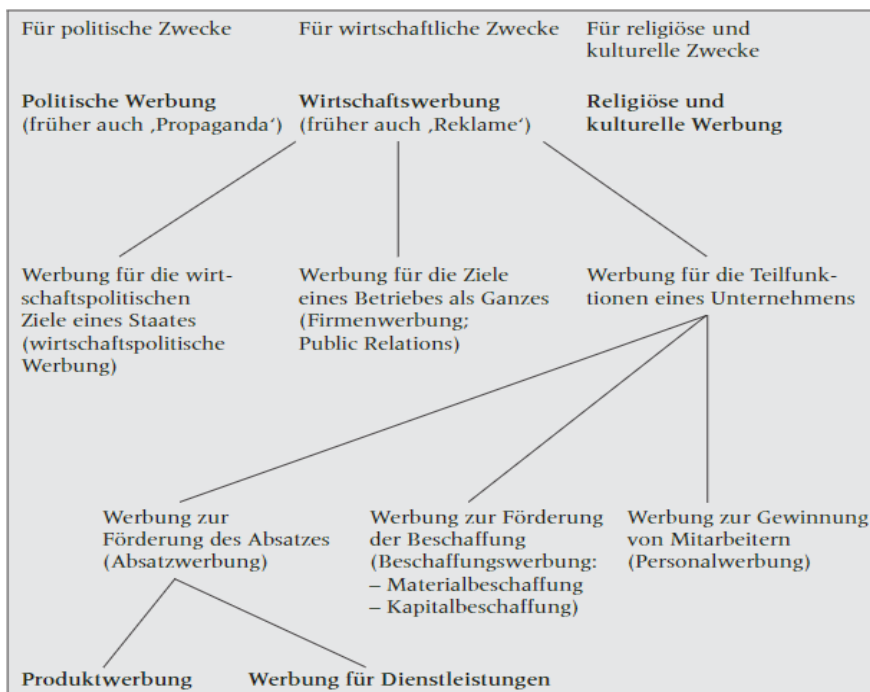 Für politische Zwecke
Für wirtschaftliche Zwecke
Für religiöse und
kulturelle Zwecke
Politische Werbung
(früher auch ‚Propaganda‘)
Wirtschaftswerbung
(früher auch ‚Reklame‘)
Religiöse und
kulturelle Werbung
Werbung für die wirt-
schaftspolitischen
Ziele eines Staates
(wirtschaftspolitische
Werbung)
Werbung für die Ziele
eines Betriebes als Ganzes
(Firmenwerbung;
Public Relations)
Werbung für die Teilfunk-
tionen eines Unternehmens
Werbung zur
Förderung des Absatzes
(Absatzwerbung)
Werbung zur Förderung
der Beschaffung
(Beschaffungswerbung:
– Materialbeschaffung
– Kapitalbeschaffung)
Werbung zur Gewinnung
von Mitarbeitern
(Personalwerbung)
Produktwerbung
Werbung für Dienstleistungen